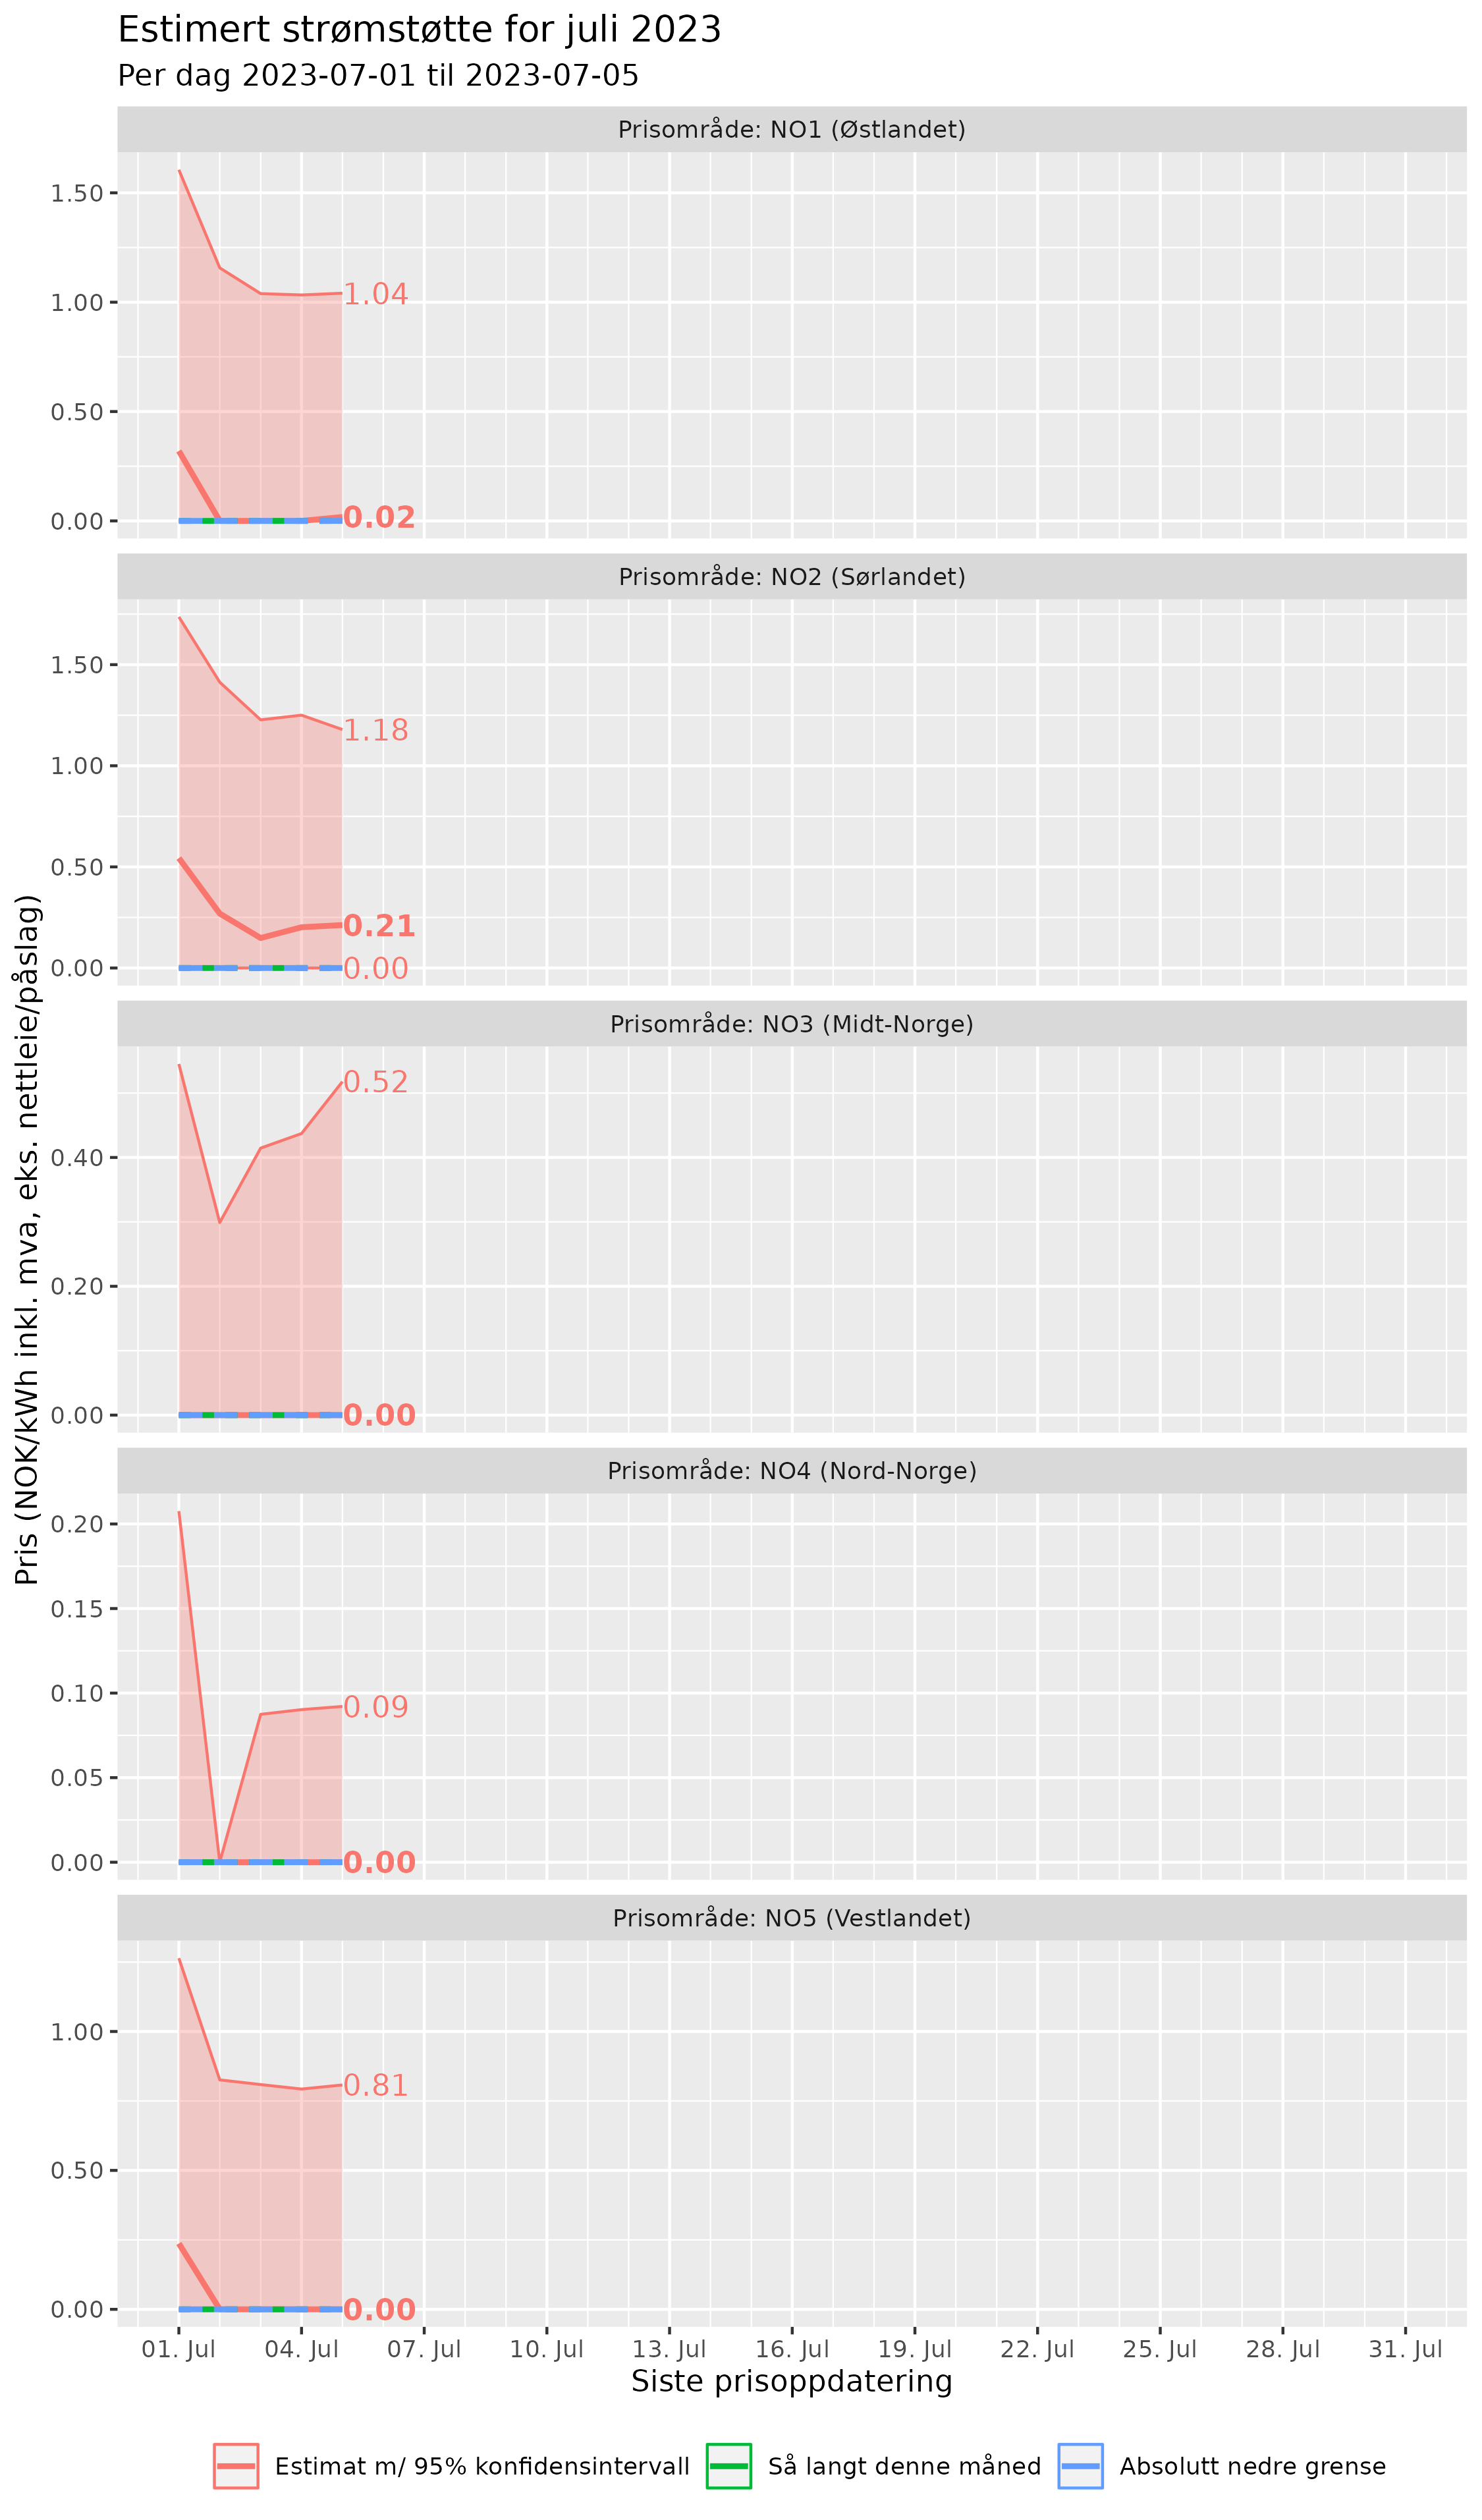 Estimert strømstøtte for juli 2023
Per dag 2023-07-01 til 2023-07-05
Pris (NOK/kWh inkl. mva, eks. nettleie/påslag)
Prisområde: NO1 (Østlandet)
1.50
1.00
0.50
0.00
1.04
0.02
Prisområde: NO2 (Sørlandet)
1.50
1.00
0.50
0.00
1.18
0.21
0.00
Prisområde: NO3 (Midt-Norge)
0.40
0.20
0.00
0.52
0.00
Prisområde: NO4 (Nord-Norge)
0.20
0.15
0.10
0.05
0.00
0.09
0.00
Prisområde: NO5 (Vestlandet)
1.00
0.50
0.00
0.81
0.00
01. Jul 04. Jul 07. Jul 10. Jul 13. Jul 16. Jul 19. Jul 22. Jul 25. Jul 28. Jul 31. Jul
Siste prisoppdatering
Estimat m/ 95% konfidensintervall Så langt denne måned Absolutt nedre grense